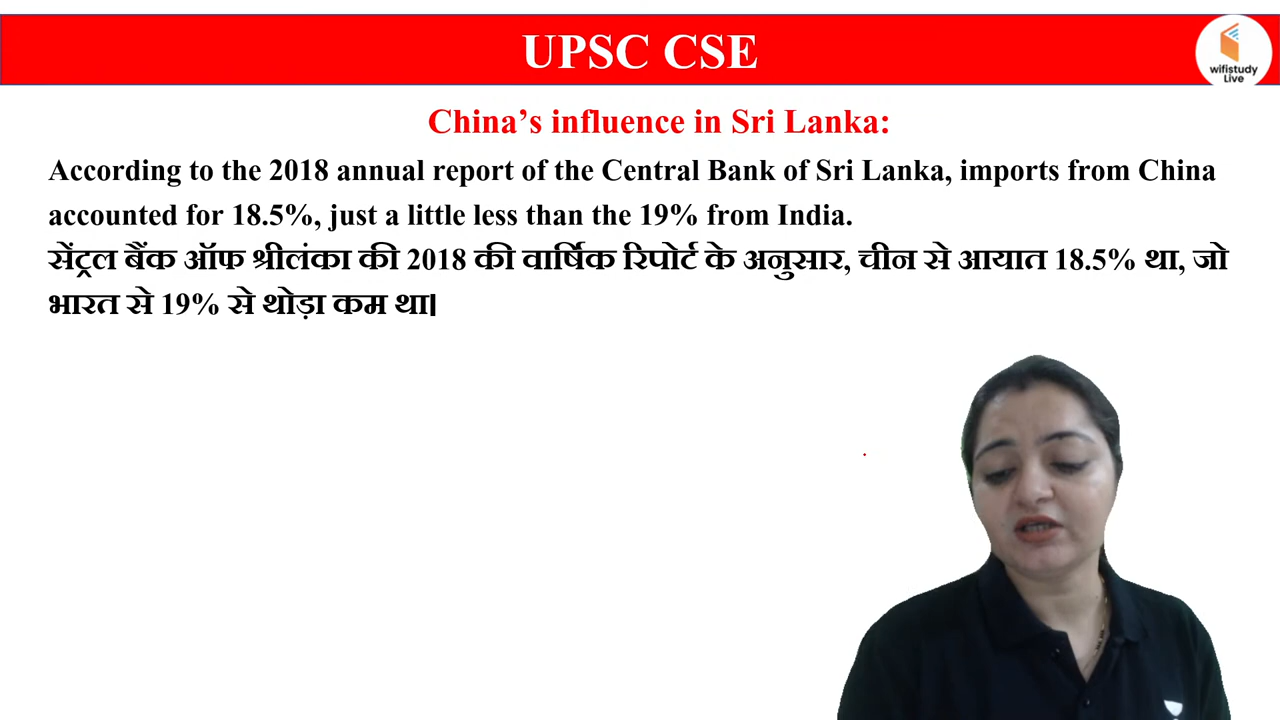 UPSC CSE
wifistudy
Live
China’s influence in Sri Lanka:
According to the 2018 annual report of the Central Bank of Sri Lanka, imports from China
accounted for 18.5%, just a little less than the 19% from India.
सेंट्रल बैंक ऑफ श्रीलंका की 2018 की वार्षिक रिपोर्ट के अनुसार, चीन से आयात 18.5% था, जो
भारत से 19% से थोड़ा कम था।